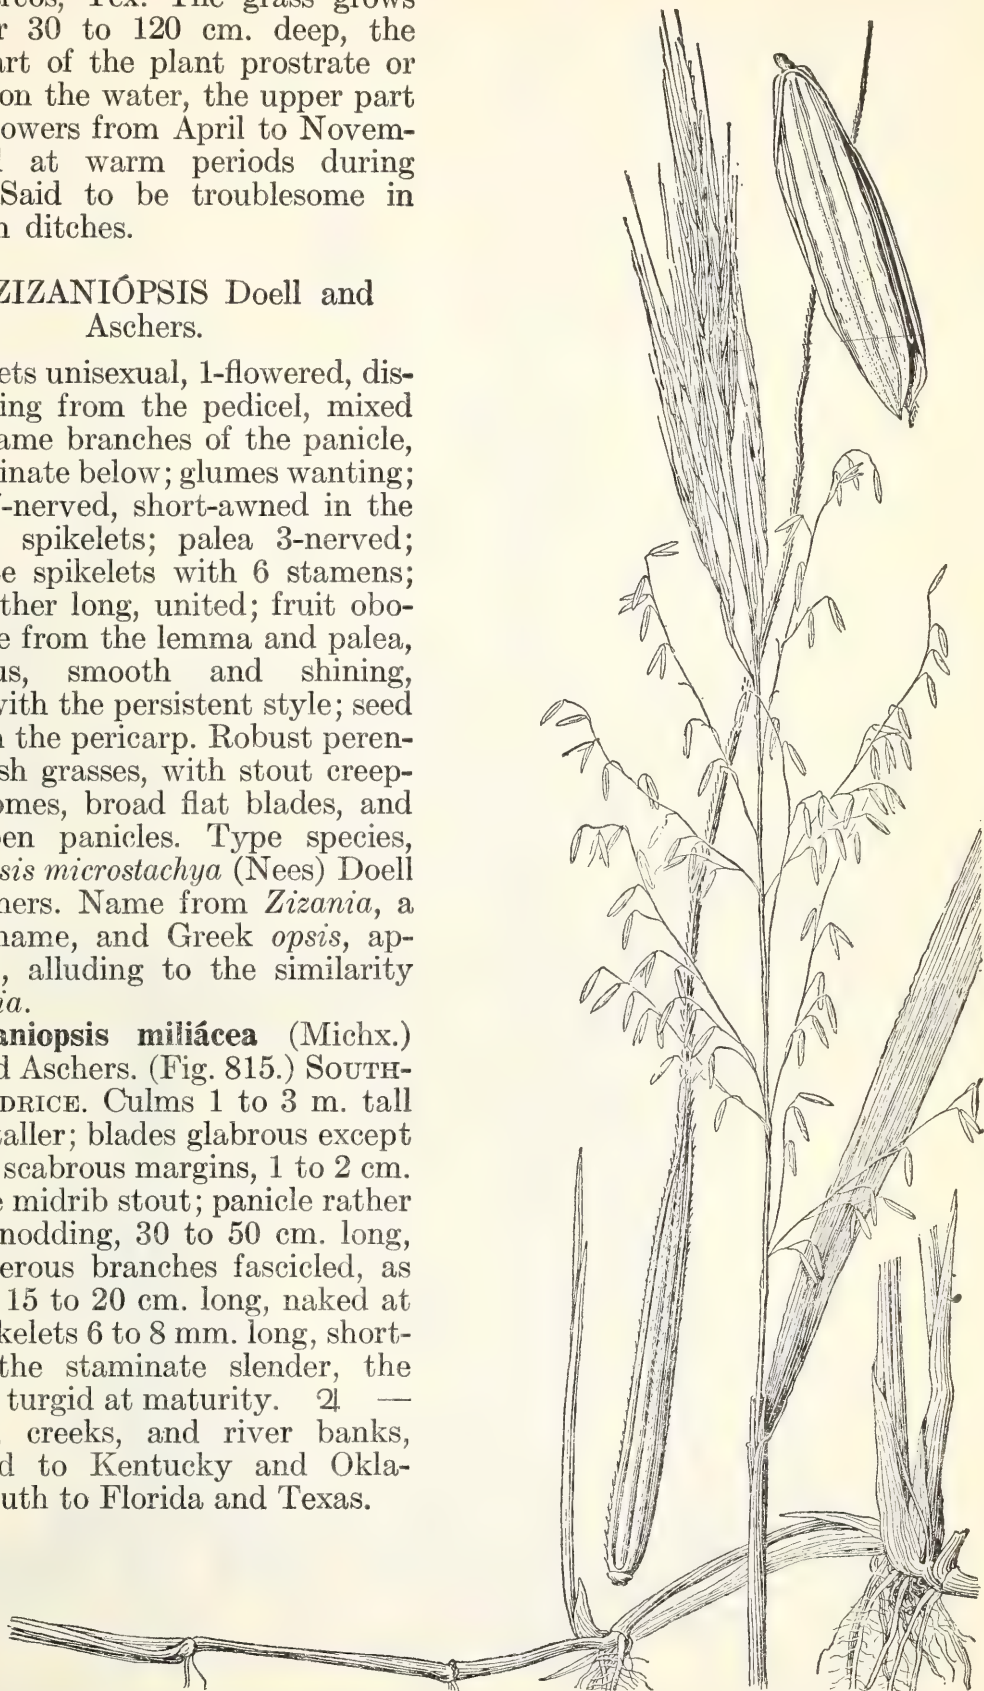 reos, Tex. The grass grows
r 30 to 120 cm. deep, the
art of the plant prostrate or
on the water, the upper part
owers from April to Novem-
at warm periods during
Said to be troublesome in
n ditches.
ZIZANIÓPSIS Doell and
Aschers.
ets unisexual, 1-flowered, dis-
ing from the pedicel, mixed
ame branches of the panicle,
inate below; glumes wanting;
-nerved, short-awned in the
spikelets; palea 3-nerved;
e spikelets with 6 stamens;
ther long, united; fruit obo-
e from the lemma and palea,
us, smooth and shining,
with the persistent style; seed
n the pericarp. Robust peren-
sh grasses, with stout creep-
omes, broad flat blades, and
en panicles. Type species,
sis microstachya (Nees) Doell
hers. Name from Zizania, a
name, and Greek opsis, ap-
, alluding to the similarity
ia.
aniopsis miliácea (Michx.)
d Aschers. (Fig. 815.) SOUTH-
DRICE. Culms 1 to 3 m. tall
taller; blades glabrous except
scabrous margins, 1 to 2 cm.
e midrib stout; panicle rather
nodding, 30 to 50 cm. long,
erous branches fascicled, as
15 to 20 cm. long, naked at
kelets 6 to 8 mm. long, short-
the staminate slender, the
turgid at maturity. ♃ —
creeks, and river banks,
d to Kentucky and Okla-
uth to Florida and Texas.